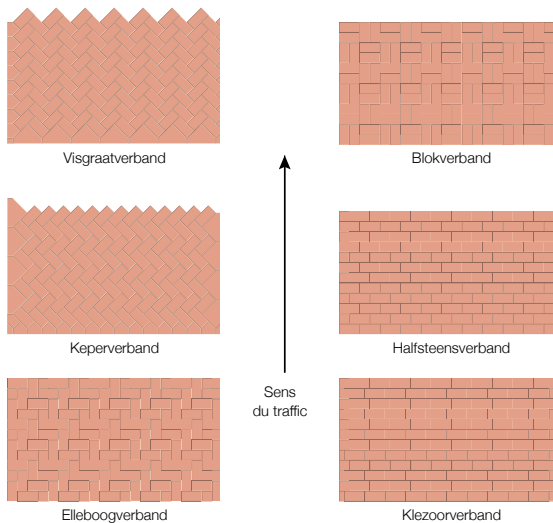 Visgraatverband
Blokverband
Keperverband
Halfsteensverband
Sens
du traffic
Elleboogverband
Klezoorverband